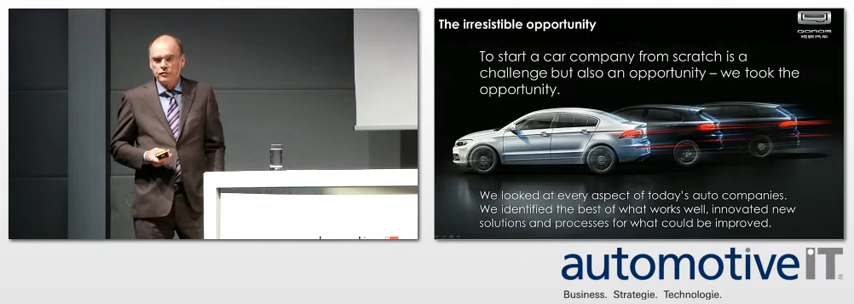 The irresistible opportunity
QOROS
To start a car company from scratch is a
challenge but also an opportunity – we took the
opportunity.
We looked at every aspect of today's auto companies.
We identified the best of what works well, innovated new
solutions and processes for what could be improved.
automotiveiT
Business. Strategie. Technologie.